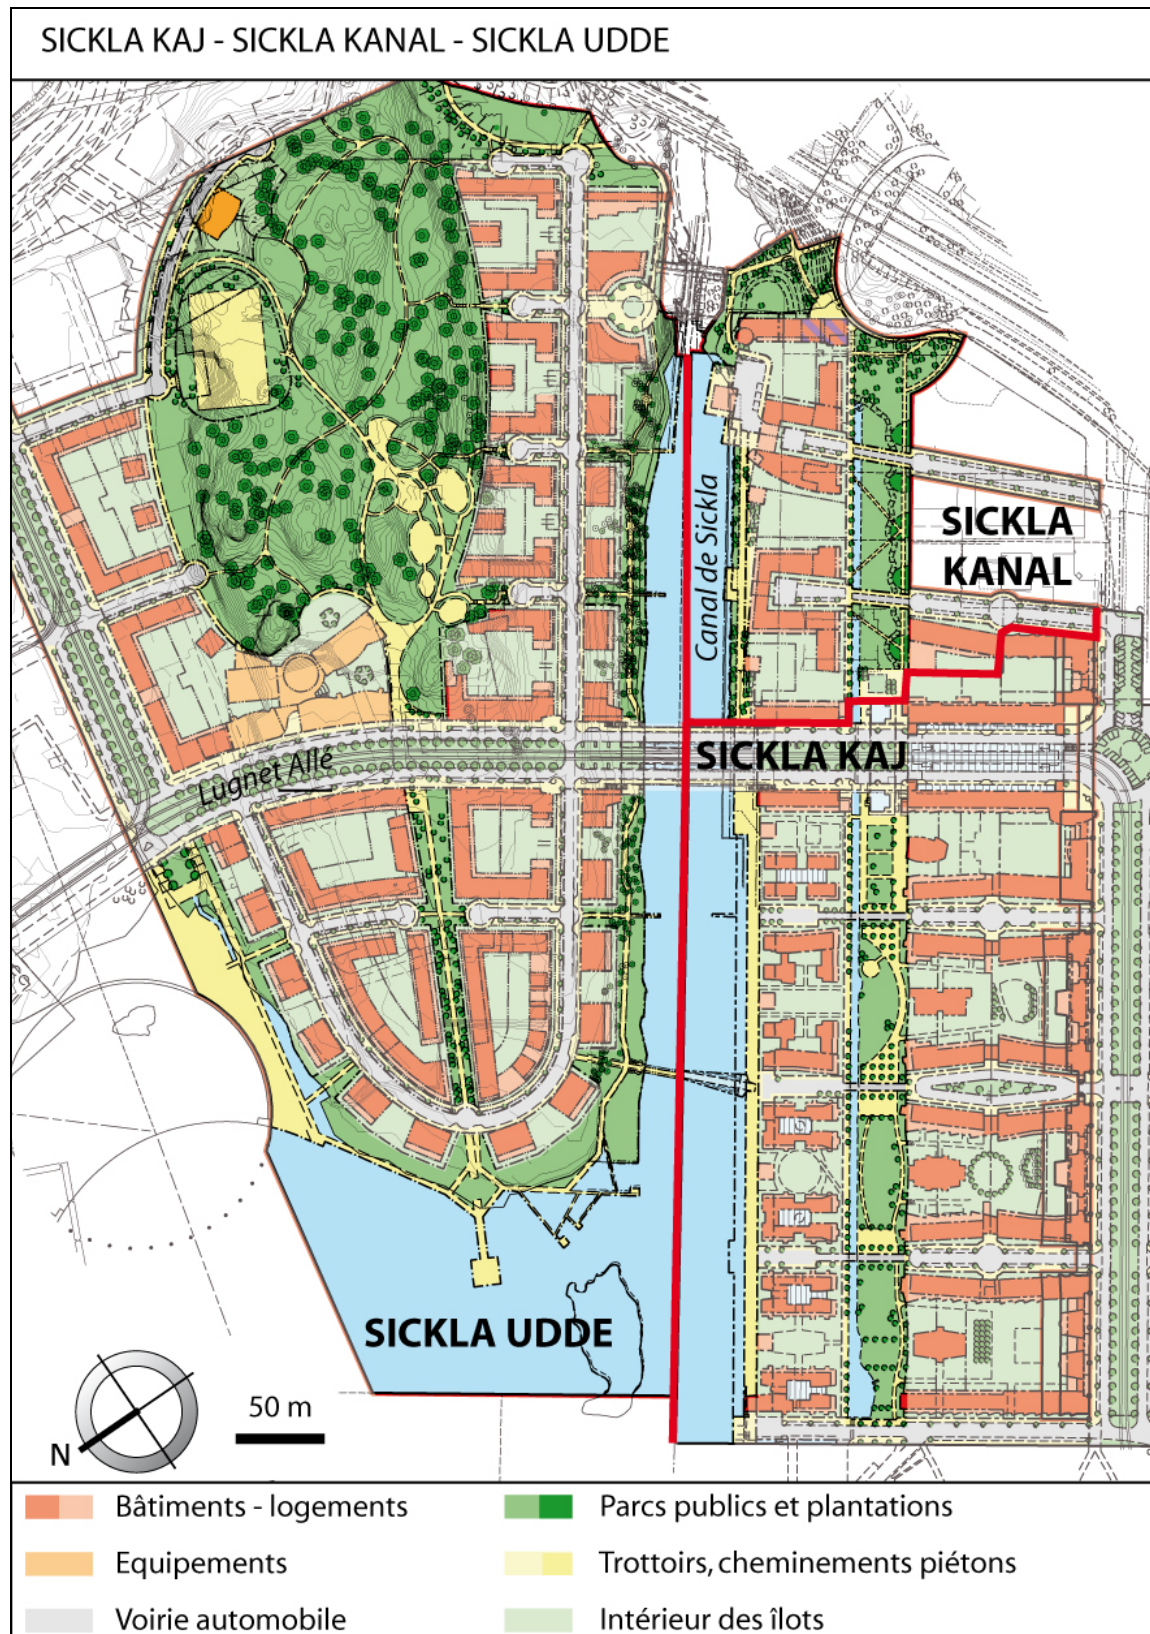 SICKLA KAJ - SICKLA KANAL - SICKLA UDDE
Canal de Sickla
SICKLA
KANAL
SICKLA KAJ
Lugnet Allé
SICKLA UDDE
N
50 m
Bâtiments - logements
Parcs publics et plantations
Equipements
Trottoirs, cheminements piétons
Voirie automobile
Intérieur des îlots